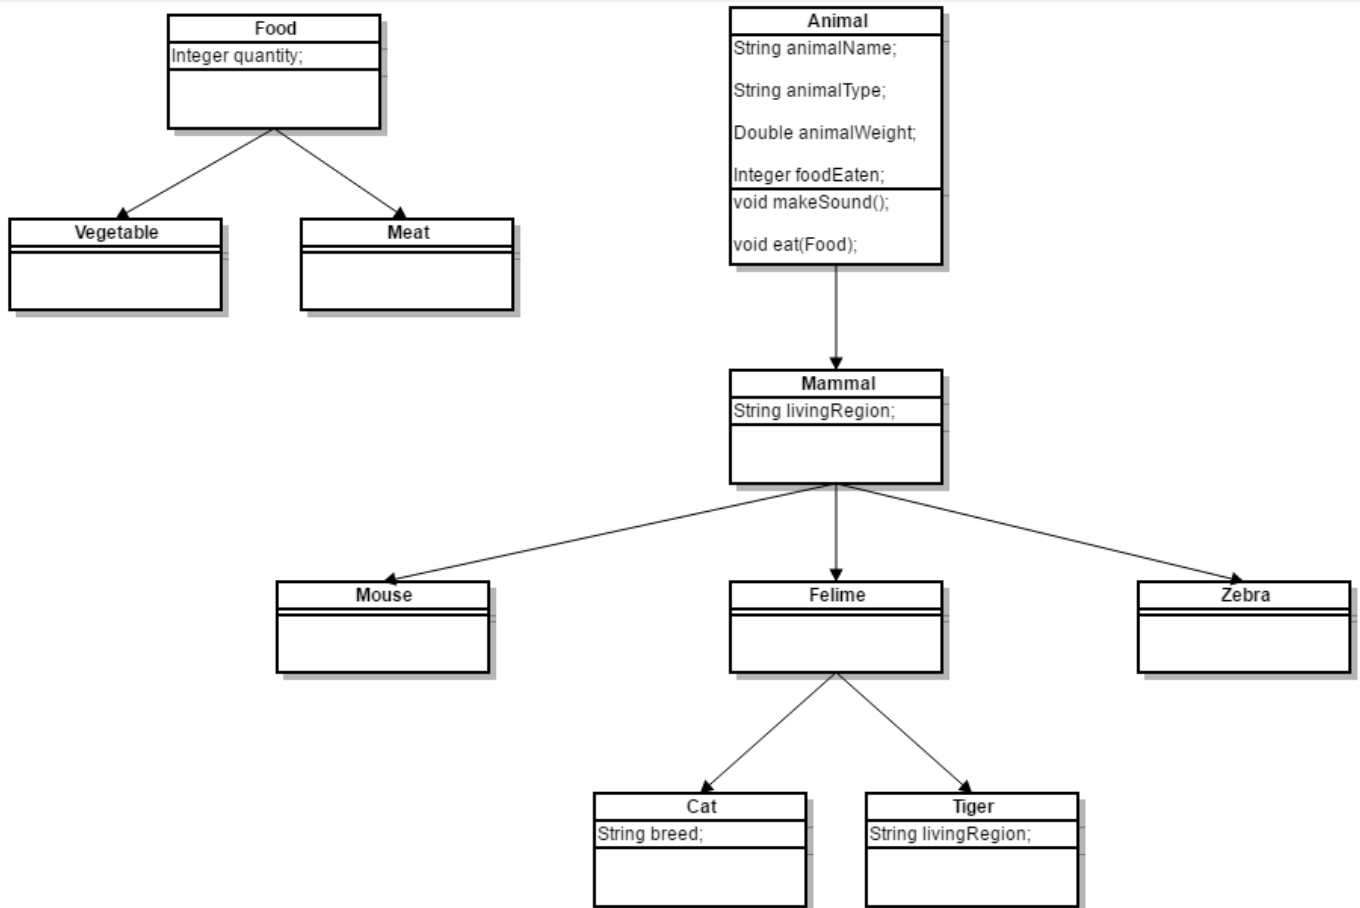 Food
Integer quantity;
Vegetable
Meat
Animal
String animalName;
String animalType;
Double animalWeight;
Integer foodEaten;
void makeSound();
void eat(Food);
Mammal
String livingRegion;
Mouse
Felime
Zebra
Cat
String breed;
Tiger
String livingRegion;